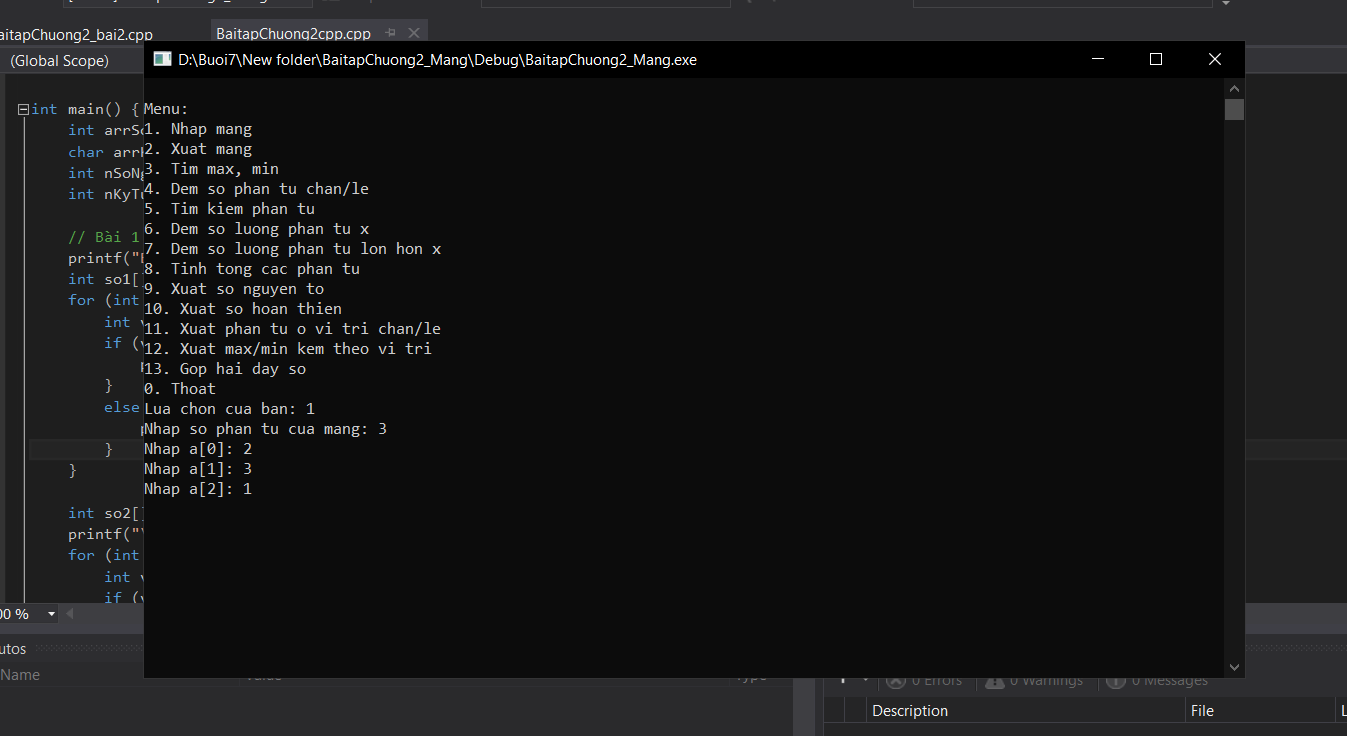 BaitapChuong2_bai2.cpp
BaitapChuong2cpp.cpp
(Global Scope)
D:\Buoi7\New folder\BaitapChuong2_Mang\Debug\BaitapChuong2_Mang.exe
int main() {
int
char
int
int
// Bài 1
printf("
int so1[
for (int
int
if (
}
else
}
}
int so2[]
printf("
for (int
int
if (
Menu:
1. Nhap mang
2. Xuat mang
3. Tim max, min
4. Dem so phan tu chan/le
5. Tim kiem phan tu
6. Dem so luong phan tu x
7. Dem so luong phan tu lon hon x
8. Tinh tong cac phan tu
9. Xuat so nguyen to
10. Xuat so hoan thien
11. Xuat phan tu o vi tri chan/le
12. Xuat max/min kem theo vi tri
13. Gop hai day so
0. Thoat
Lua chon cua ban: 1
Nhap so phan tu cua mang: 3
Nhap a[0]: 2
Nhap a[1]: 3
Nhap a[2]: 1
00 %
utos
Name
Value
Type
0 Errors
0 Warnings
0 Messages
Description
File
L